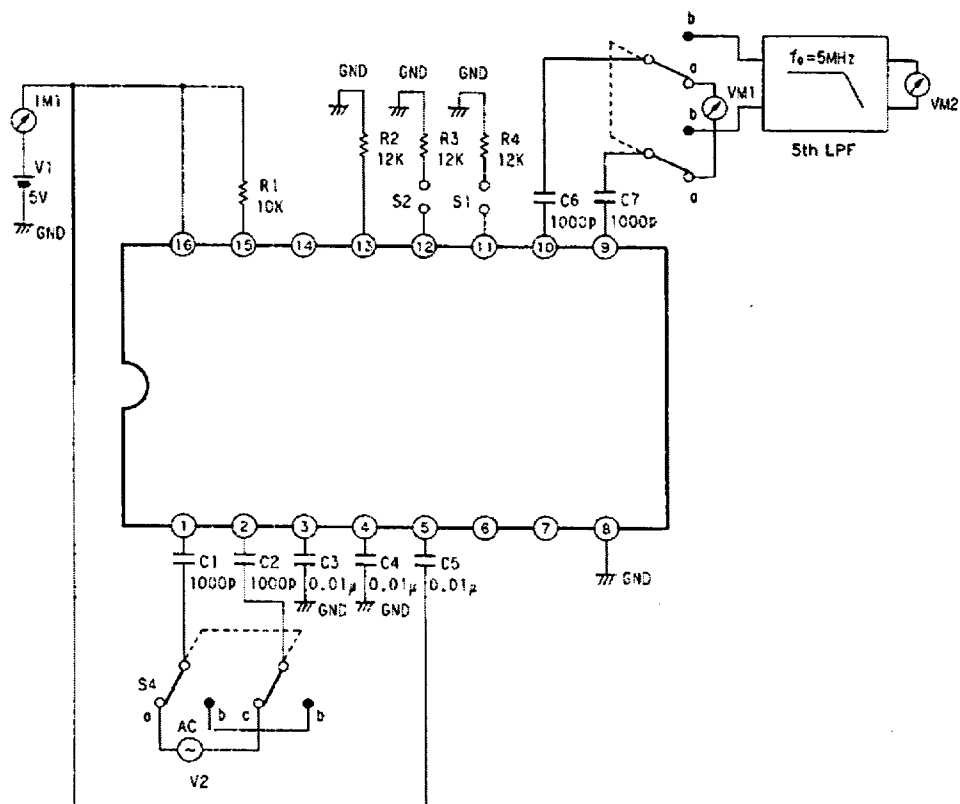 b
f₀=5MHz
a
VM1
VM2
b
a
5th LPF
IM1
V1
5V
GND
R1
10K
GND
GND
GND
R2
12K
R3
12K
R4
12K
S2
S1
C6
1000p
C7
1000p
16
15
14
13
12
11
10
9
1
2
3
4
5
6
7
8
C1
1000p
C2
1000p
C3
0.01μ
C4
0.01μ
C5
0.01μ
GND
GND
GND
S4
a
b
c
b
AC
V2